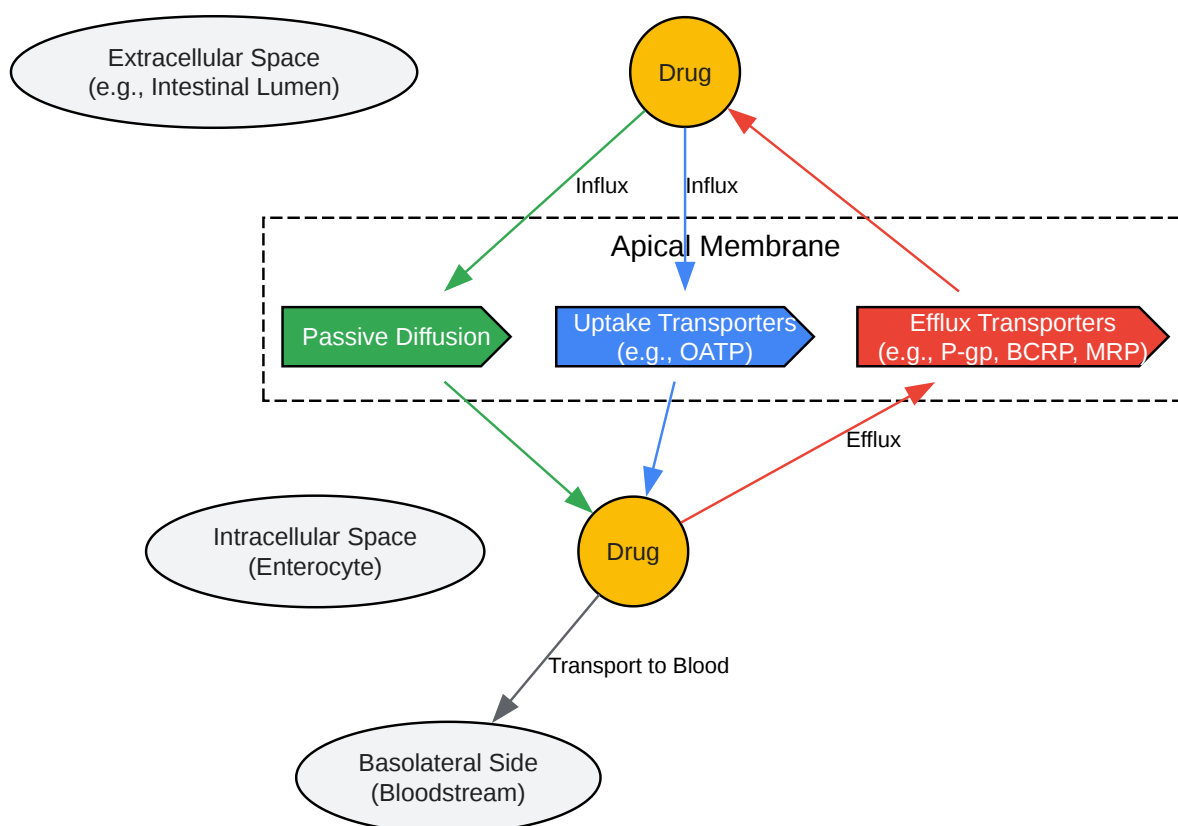 Extracellular Space
(e.g., Intestinal Lumen)
Drug
Influx
Influx
Apical Membrane
Passive Diffusion
Uptake Transporters
(e.g., OATP)
Efflux Transporters
(e.g., P-gp, BCRP, MRP)
Efflux
Intracellular Space
(Enterocyte)
Drug
Transport to Blood
Basolateral Side
(Bloodstream)